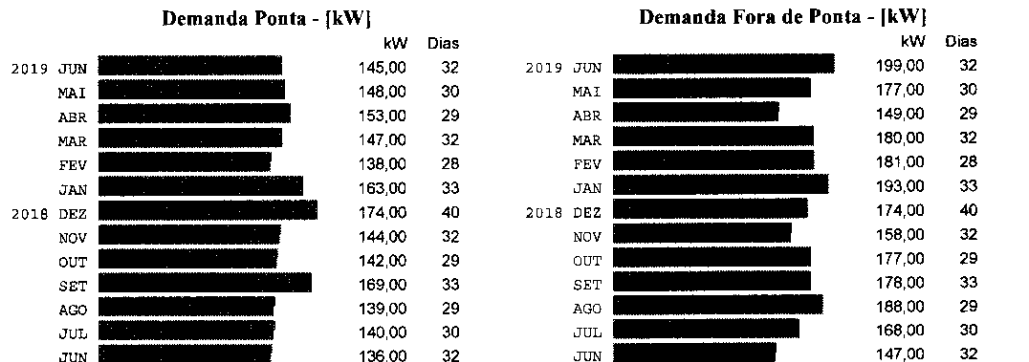 Demanda Ponta - [kW]
kW Dias
2019 JUN 145,00 32
MAI 148,00 30
ABR 153,00 29
MAR 147,00 32
FEV 138,00 28
JAN 163,00 33
2018 DEZ 174,00 40
NOV 144,00 32
OUT 142,00 29
SET 169,00 33
AGO 139,00 29
JUL 140,00 30
JUN 136,00 32
Demanda Fora de Ponta - [kW]
kW Dias
2019 JUN 199,00 32
MAI 177,00 30
ABR 149,00 29
MAR 180,00 32
FEV 181,00 28
JAN 193,00 33
2018 DEZ 174,00 40
NOV 158,00 32
OUT 177,00 29
SET 178,00 33
AGO 188,00 29
JUL 168,00 30
JUN 147,00 32